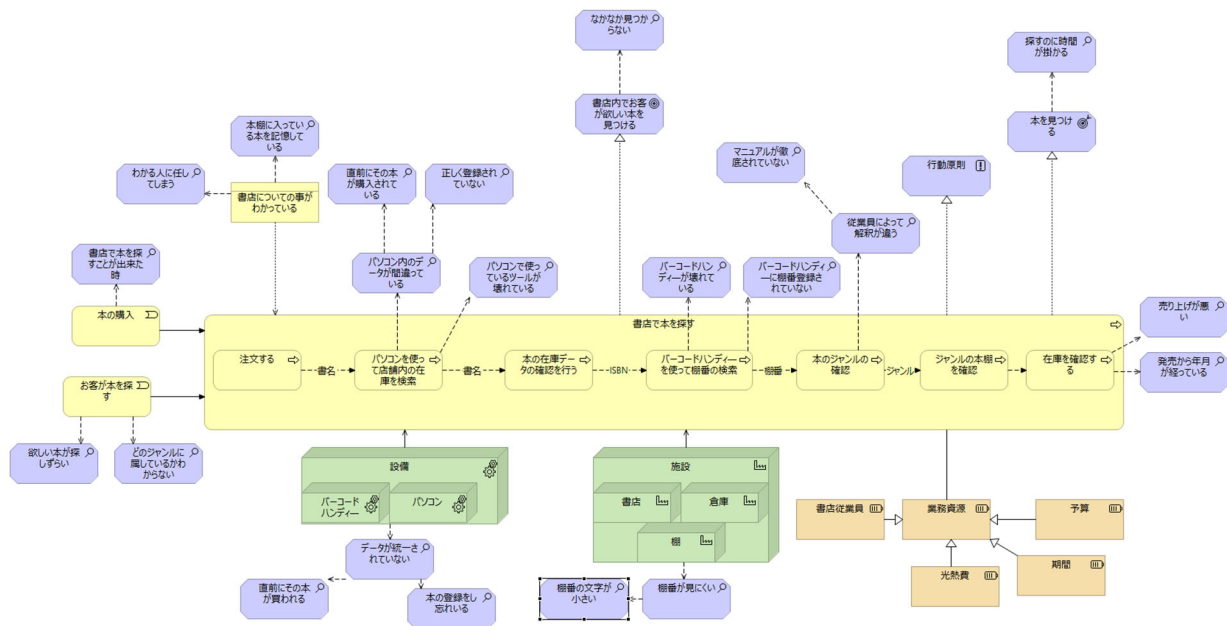 なかなか見つか
らない
探すのに時間
が掛かる
書店内でお客
が欲しい本を
見つける
本を見つけ
る
本棚に入ってい
る本を記憶して
いる
わかる人に任し
てしまう
書店についての事が
わかっている
直前にその本
が購入されて
いる
正しく登録され
ていない
マニュアルが徹
底されていない
行動原則
従業員によって
解釈が違う
書店で本を探
すことが出来た
時
パソコン内のデ
ータが間違って
いる
パソコンで使っ
ているツールが
壊れている
バーコードハン
ディーが壊れて
いる
バーコードハンディ
ーに棚番登録さ
れていない
売り上げが悪
い
発売から年月
が経っている
本の購入
お客が本を探
す
欲しい本が探
しずらい
どのジャンルに
属しているかわ
からない
書店で本を探す
注文する
書名
パソコンを使っ
て店舗内の在
庫を検索
書名
本の在庫デー
タの確認を行う
ISBN
バーコードハンディー
を使って棚番の検索
棚番
本のジャンルの
確認
ジャンル
ジャンルの本棚
を確認
在庫を確認す
る
設備
バーコード
ハンディー
パソコン
データが統一さ
れていない
直前にその本
が買われる
本の登録をし
忘れいる
施設
書店
倉庫
棚
棚番が見にくい
棚番の文字が
小さい
書店従業員
業務資源
予算
光熱費
期間